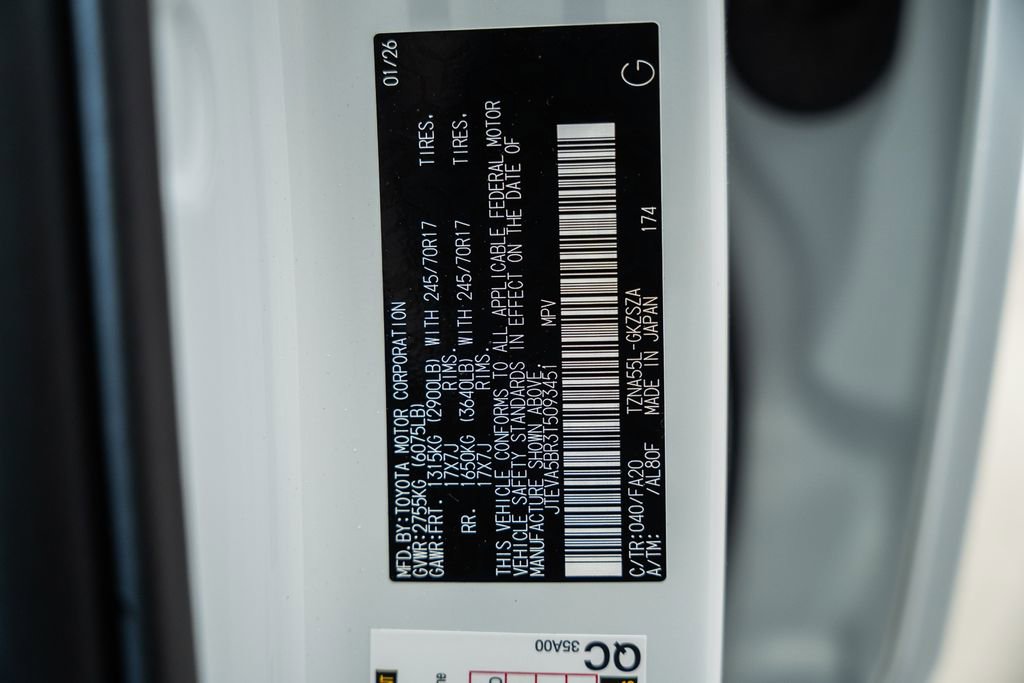 MFD.BY:TOYOTA MOTOR CORPORATION 01/26
GVWR:2755KG (6075LB)
GAWR:FRT. 1315KG (2900LB) WITH 245/70R17 TIRES.
17X7J RIMS.
RR. 1650KG (3640LB) WITH 245/70R17 TIRES.
17X7J RIMS.
THIS VEHICLE CONFORMS TO ALL APPLICABLE FEDERAL MOTOR
VEHICLE SAFETY STANDARDS IN EFFECT ON THE DATE OF
MANUFACTURE SHOWN ABOVE.
JTEVA5BR3T5093451 MPV
C/TR:040/FA20 TZNA55L-GKZSZA 174 G
A/TM: /AL80F MADE IN JAPAN
QC
35A00